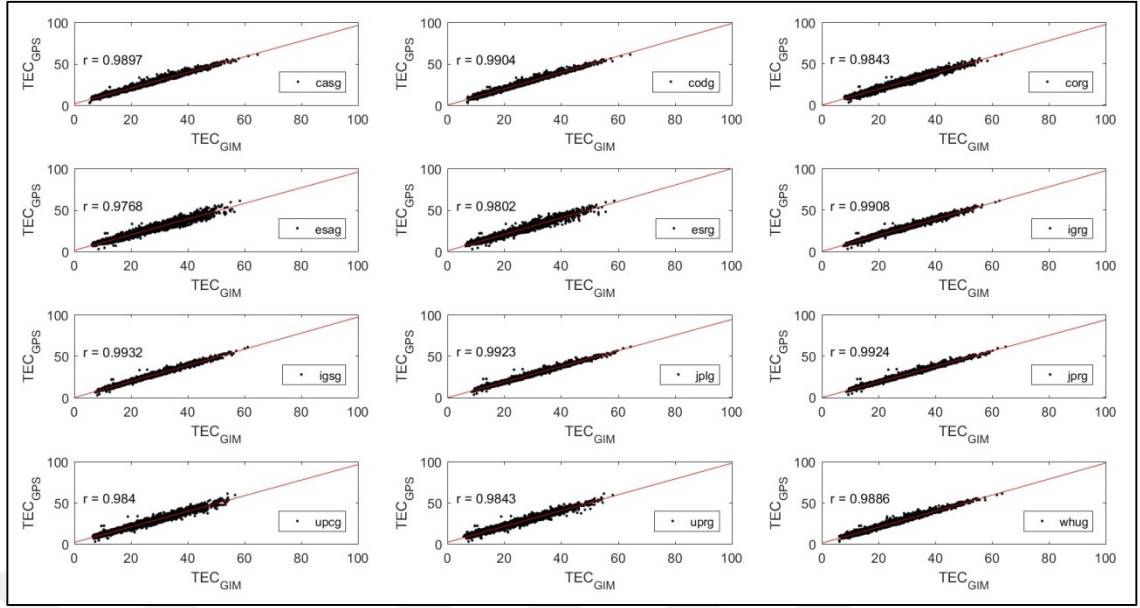 100
50
0
TEC_GPS
r = 0.9897
casg
0 20 40 60 80 100
TEC_GIM
100
50
0
TEC_GPS
r = 0.9904
codg
0 20 40 60 80 100
TEC_GIM
100
50
0
TEC_GPS
r = 0.9843
corg
0 20 40 60 80 100
TEC_GIM
100
50
0
TEC_GPS
r = 0.9768
esag
0 20 40 60 80 100
TEC_GIM
100
50
0
TEC_GPS
r = 0.9802
esrg
0 20 40 60 80 100
TEC_GIM
100
50
0
TEC_GPS
r = 0.9908
igrg
0 20 40 60 80 100
TEC_GIM
100
50
0
TEC_GPS
r = 0.9932
igsg
0 20 40 60 80 100
TEC_GIM
100
50
0
TEC_GPS
r = 0.9923
jplg
0 20 40 60 80 100
TEC_GIM
100
50
0
TEC_GPS
r = 0.9924
jprg
0 20 40 60 80 100
TEC_GIM
100
50
0
TEC_GPS
r = 0.984
upcg
0 20 40 60 80 100
TEC_GIM
100
50
0
TEC_GPS
r = 0.9843
uprg
0 20 40 60 80 100
TEC_GIM
100
50
0
TEC_GPS
r = 0.9886
whug
0 20 40 60 80 100
TEC_GIM